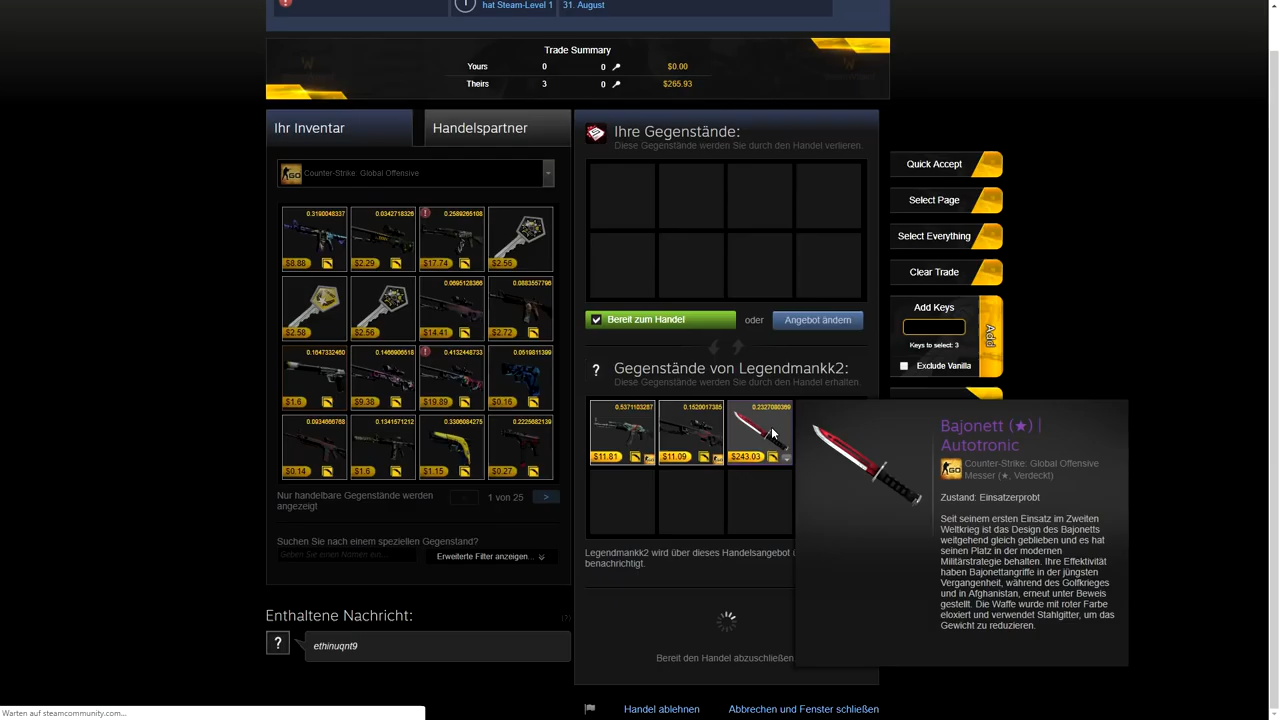 hat Steam-Level 1
31. August
Trade Summary
Yours 0 0 $0.00
Theirs 3 0 $265.93
Ihr Inventar
Handelspartner
Counter-Strike: Global Offensive
0.3190048337
$8.88
0.0342718326
$2.29
0.2589265108
$17.74
$2.56
$2.58
$2.56
0.0695128366
$14.41
0.0883557796
$2.72
0.1647332460
$1.6
0.1466906518
$9.38
0.4132448733
$19.89
0.0519811399
$0.16
0.0934666768
$0.14
0.1341571212
$1.6
0.3306084275
$1.15
0.2225682139
$0.27
Nur handelbare Gegenstände werden
angezeigt
1 von 25 >
Suchen Sie nach einem speziellen Gegenstand?
Geben Sie einen Namen ein...
Erweiterte Filter anzeigen...
Enthaltene Nachricht:
(?)
?
ethinuqnt9
Ihre Gegenstände:
Diese Gegenstände werden Sie durch den Handel verlieren.
Bereit zum Handel
oder
Angebot ändern
?
Gegenstände von Legendmankk2:
Diese Gegenstände werden Sie durch den Handel erhalten.
0.5371103287
$11.81
0.1520017385
$11.09
0.2327080369
$243.03
Legendmankk2 wird über dieses Handelsangebot
benachrichtigt.
Bereit den Handel abzuschließen
Handel ablehnen
Abbrechen und Fenster schließen
Quick Accept
Select Page
Select Everything
Clear Trade
Add Keys
Keys to select: 3
Exclude Vanilla
Add
Bajonett (★) |
Autotronic
Counter-Strike: Global Offensive
Messer (★, Verdeckt)
Zustand: Einsatzerprobt
Seit seinem ersten Einsatz im Zweiten
Weltkrieg ist das Design des Bajonetts
weitgehend gleich geblieben und es hat
seinen Platz in der modernen
Militärstrategie behalten. Ihre Effektivität
haben Bajonettangriffe in der jüngsten
Vergangenheit, während des Golfkrieges
und in Afghanistan, erneut unter Beweis
gestellt. Die Waffe wurde mit roter Farbe
eloxiert und verwendet Stahlgitter, um das
Gewicht zu reduzieren.
Warten auf steamcommunity.com...